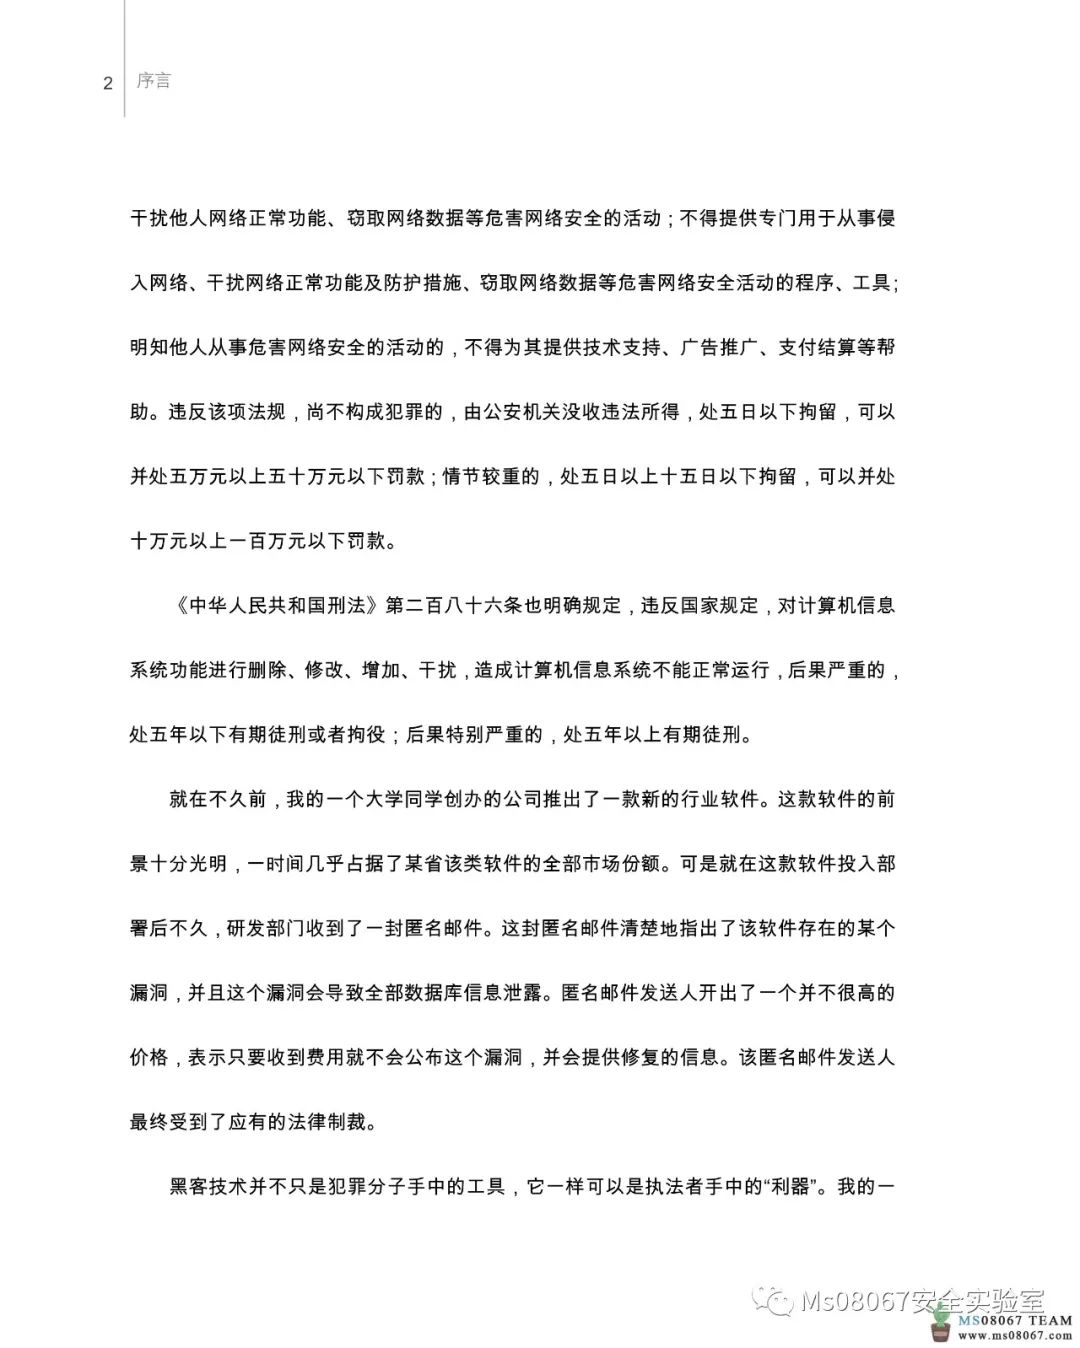 2
序言
干扰他人网络正常功能、窃取网络数据等危害网络安全的活动；不得提供专门用于从事侵
入网络、干扰网络正常功能及防护措施、窃取网络数据等危害网络安全活动的程序、工具；
明知他人从事危害网络安全的活动的，不得为其提供技术支持、广告推广、支付结算等帮
助。违反该项法规，尚不构成犯罪的，由公安机关没收违法所得，处五日以下拘留，可以
并处五万元以上五十万元以下罚款；情节较重的，处五日以上十五日以下拘留，可以并处
十万元以上一百万元以下罚款。
《中华人民共和国刑法》第二百八十六条也明确规定，违反国家规定，对计算机信息
系统功能进行删除、修改、增加、干扰，造成计算机信息系统不能正常运行，后果严重的，
处五年以下有期徒刑或者拘役；后果特别严重的，处五年以上有期徒刑。
就在不久前，我的一个大学同学创办的公司推出了一款新的行业软件。这款软件的前
景十分光明，一时间几乎占据了某省该类软件的全部市场份额。可是就在这款软件投入部
署后不久，研发部门收到了一封匿名邮件。这封匿名邮件清楚地指出了该软件存在的某个
漏洞，并且这个漏洞会导致全部数据库信息泄露。匿名邮件发送人开出了一个并不很高的
价格，表示只要收到费用就不会公布这个漏洞，并会提供修复的信息。该匿名邮件发送人
最终受到了应有的法律制裁。
黑客技术并不只是犯罪分子手中的工具，它一样可以是执法者手中的“利器”。我的一
Ms08067安全实验室
MS08067 TEAM
www.ms08067.com